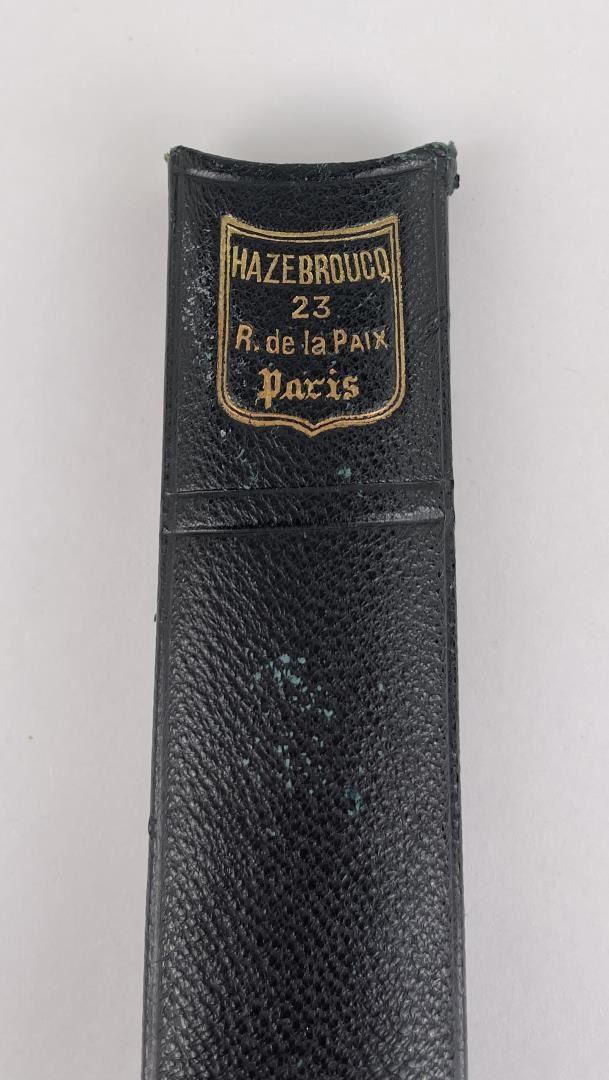 HAZEBROUCQ
23
R. de la PAIX
Paris